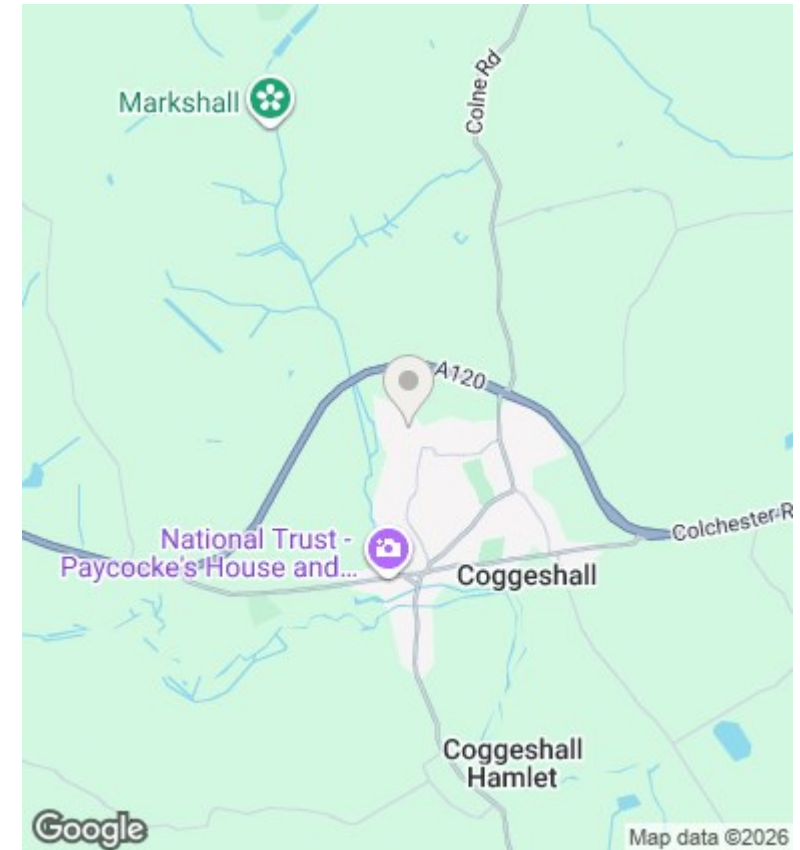 Markshall
Colne Rd
A120
Colchester R
National Trust -
Paycocke's House and...
Coggeshall
Coggeshall
Hamlet
Google
Map data ©2026